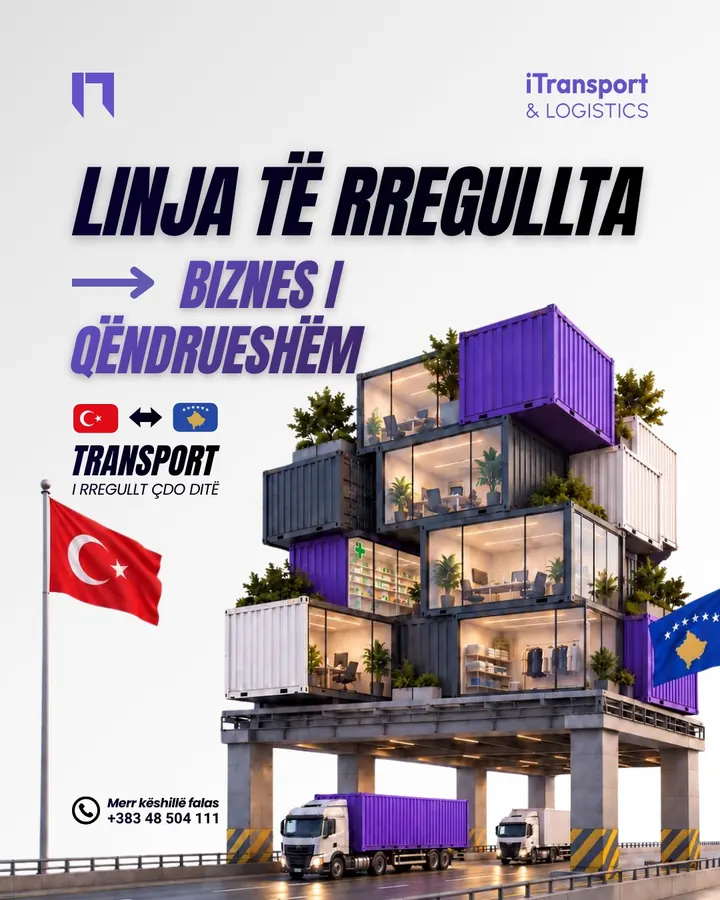 iTransport
& LOGISTICS
LINJA TË RREGULLTA
BIZNES I
QËNDRUESHËM
TRANSPORT
I RREGULLT ÇDO DITË
Merr këshillë falas
+383 48 504 111